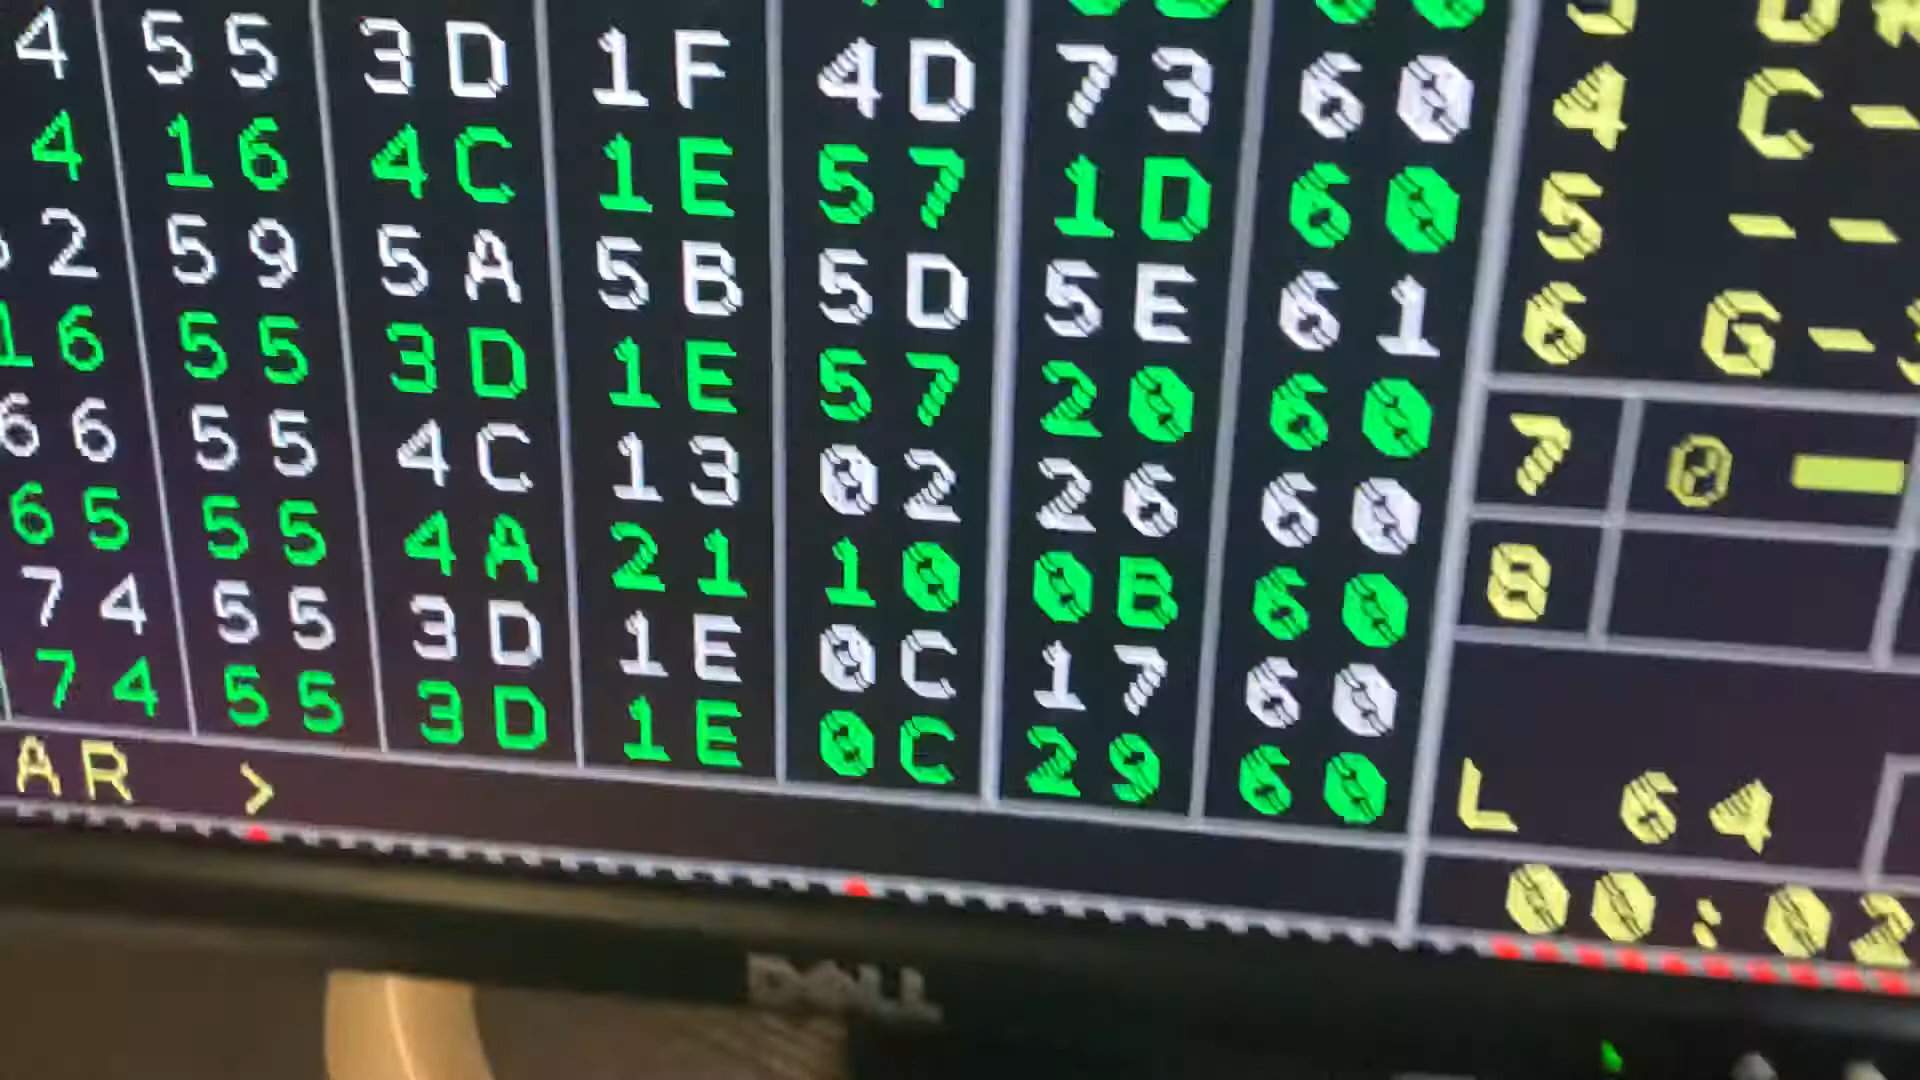 4 55 3D 1F 4D 73 60 4 C-
4 16 4C 1E 57 1D 60 5 --
2 59 5A 5B 5D 5E 61 6 G-3
16 55 3D 1E 57 20 60
66 55 4C 13 02 26 60 7 0
65 55 4A 21 10 0B 60 8
74 55 3D 1E 0C 17 60
74 55 3D 1E 0C 29 60 L 64
AR >
00:02
DELL